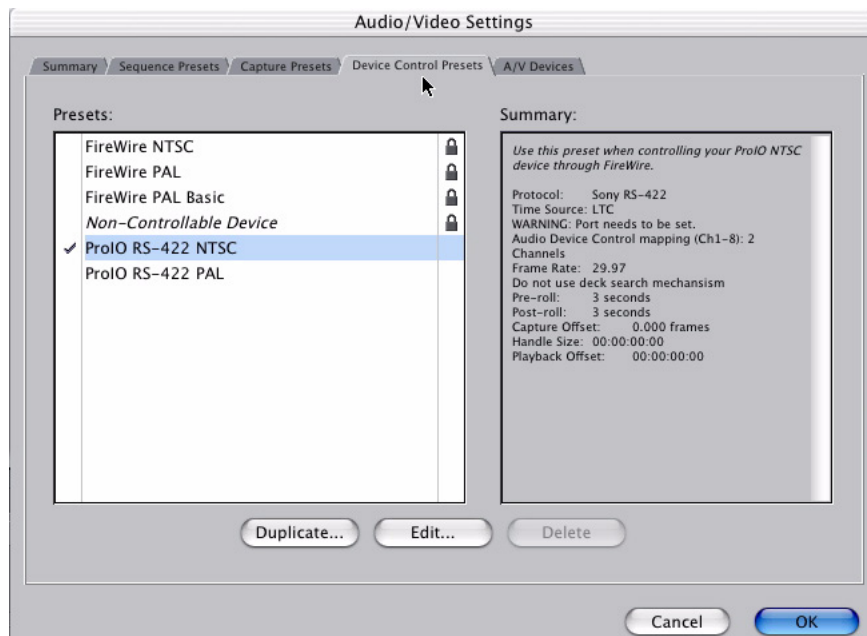 Audio/Video Settings
Summary
Sequence Presets
Capture Presets
Device Control Presets
A/V Devices
Presets:
FireWire NTSC
FireWire PAL
FireWire PAL Basic
Non-Controllable Device
ProIO RS-422 NTSC
ProIO RS-422 PAL
Summary:
Use this preset when controlling your ProIO NTSC
device through FireWire.
Protocol: Sony RS-422
Time Source: LTC
WARNING: Port needs to be set.
Audio Device Control mapping (Ch1-8): 2
Channels
Frame Rate: 29.97
Do not use deck search mechansism
Pre-roll: 3 seconds
Post-roll: 3 seconds
Capture Offset: 0.000 frames
Handle Size: 00:00:00:00
Playback Offset: 00:00:00:00
Duplicate...
Edit...
Delete
Cancel
OK